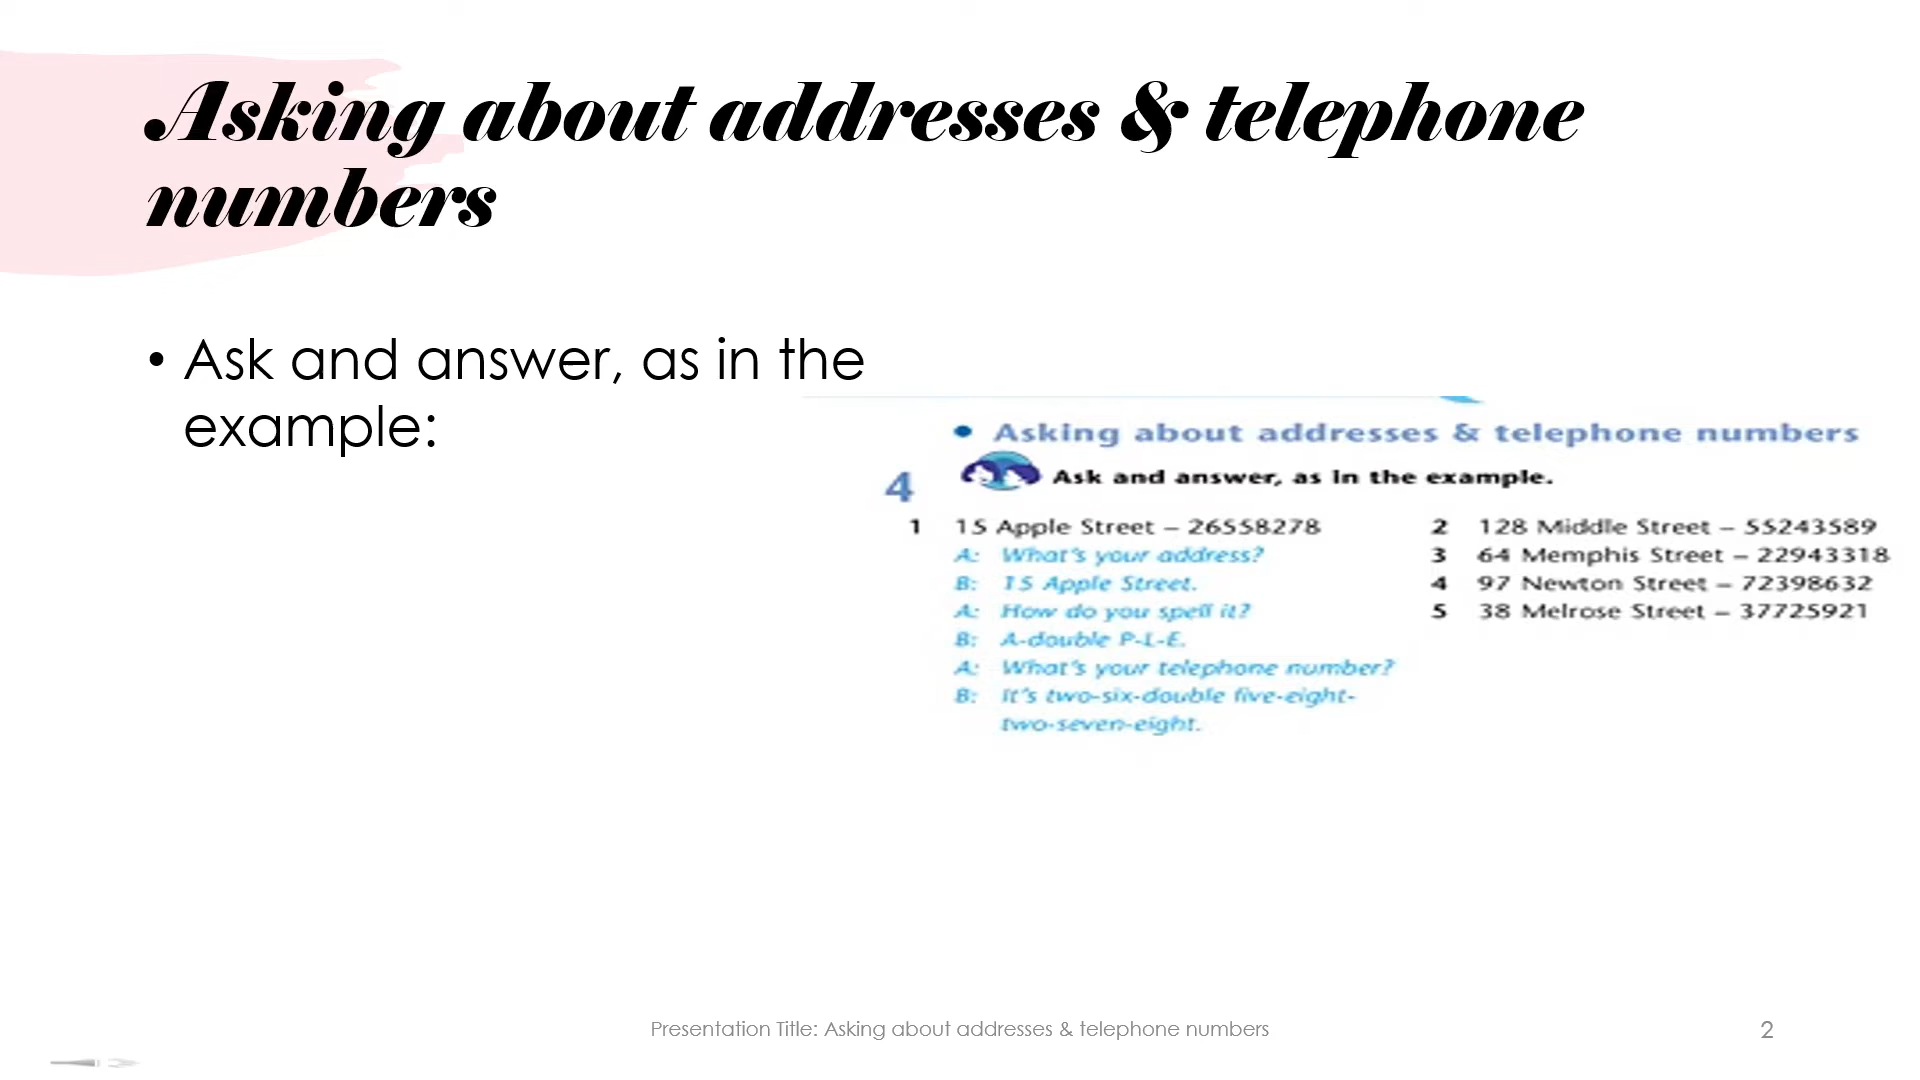 Asking about addresses & telephone
numbers
• Ask and answer, as in the
example:
• Asking about addresses & telephone numbers
4 Ask and answer, as in the example.
1 15 Apple Street – 26558278
A: What's your address?
B: 15 Apple Street.
A: How do you spell it?
B: A-double P-L-E.
A: What's your telephone number?
B: It's two-six-double five-eight-
two-seven-eight.
2 128 Middle Street – 55243589
3 64 Memphis Street – 22943318
4 97 Newton Street – 72398632
5 38 Melrose Street – 37725921
Presentation Title: Asking about addresses & telephone numbers
2